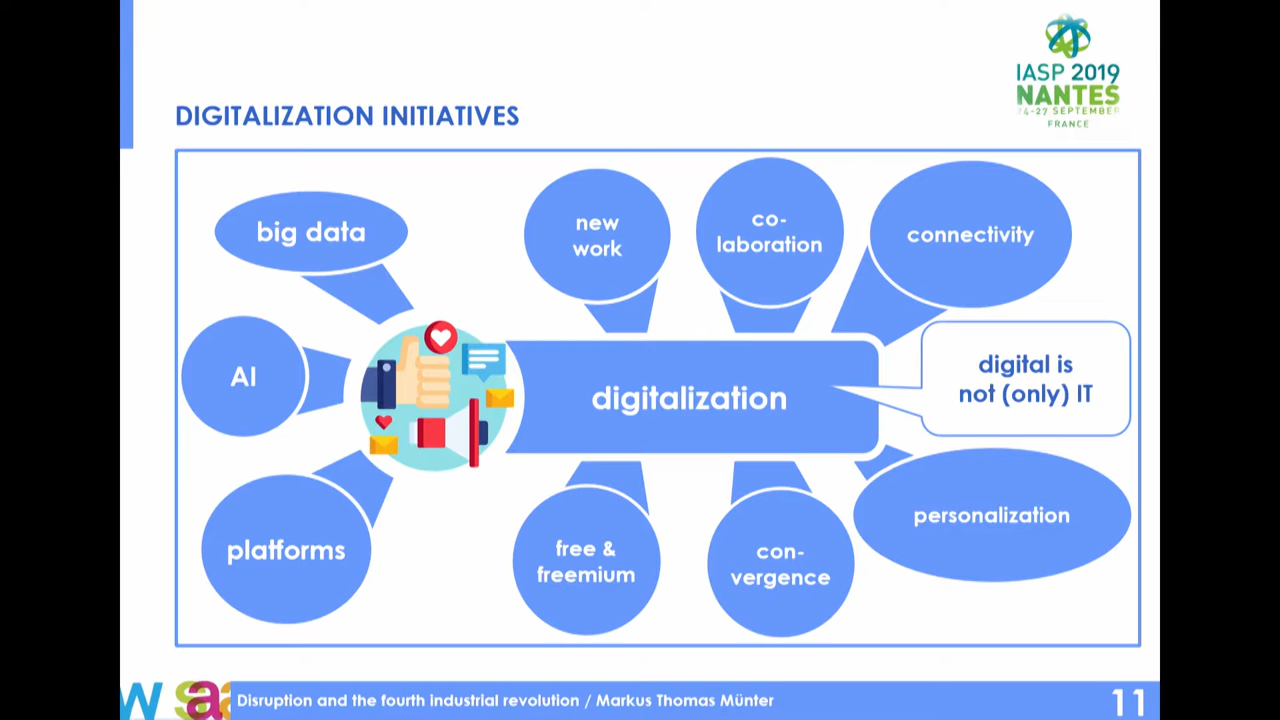 IASP 2019
NANTES
24-27 SEPTEMBER
FRANCE
DIGITALIZATION INITIATIVES
big data
new
work
co-
laboration
connectivity
AI
digitalization
digital is
not (only) IT
platforms
free &
freemium
con-
vergence
personalization
Disruption and the fourth industrial revolution / Markus Thomas Münter
11